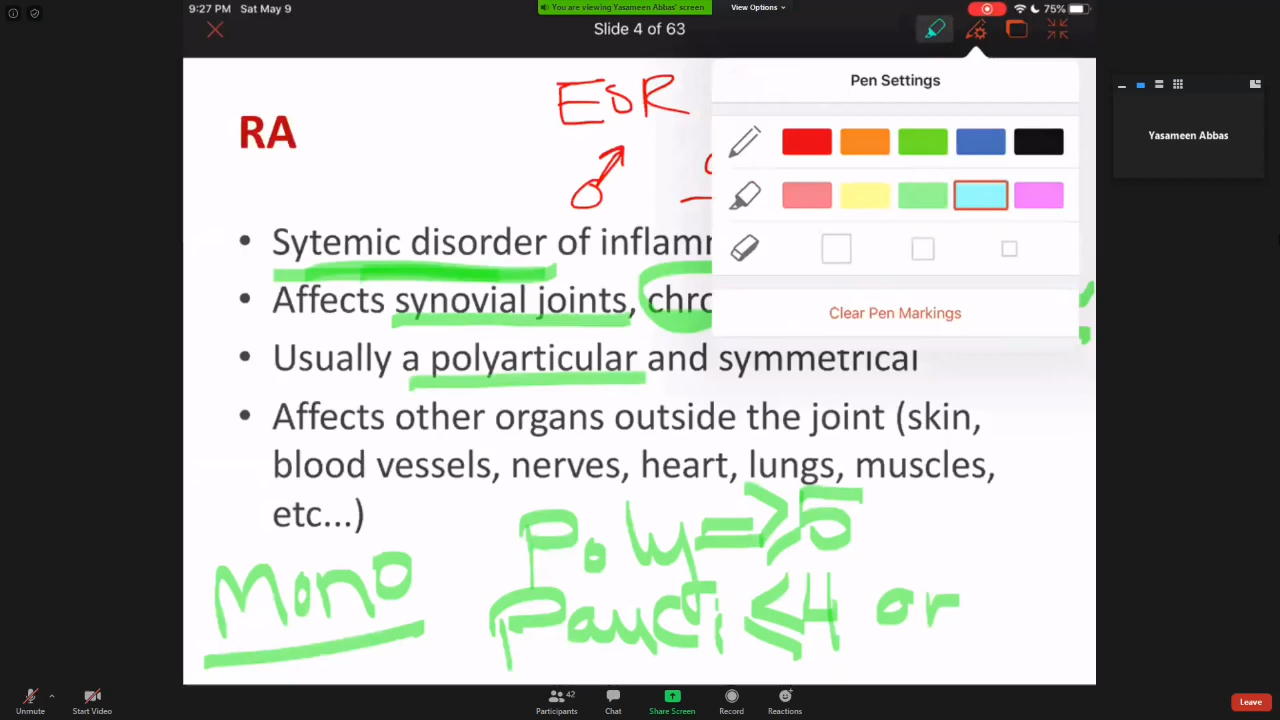 9:27 PM Sat May 9
You are viewing Yasameen Abbas' screen
View Options
75%
Slide 4 of 63
Pen Settings
ESR
RA
Yasameen Abbas
• Sytemic disorder of inflamm
• Affects synovial joints, chro
Clear Pen Markings
• Usually a polyarticular and symmetrical
• Affects other organs outside the joint (skin,
blood vessels, nerves, heart, lungs, muscles,
etc...)
Poly=>5
Mono
Pauci ≤4 or
Unmute
Start Video
42
Participants
Chat
Share Screen
Record
Reactions
Leave